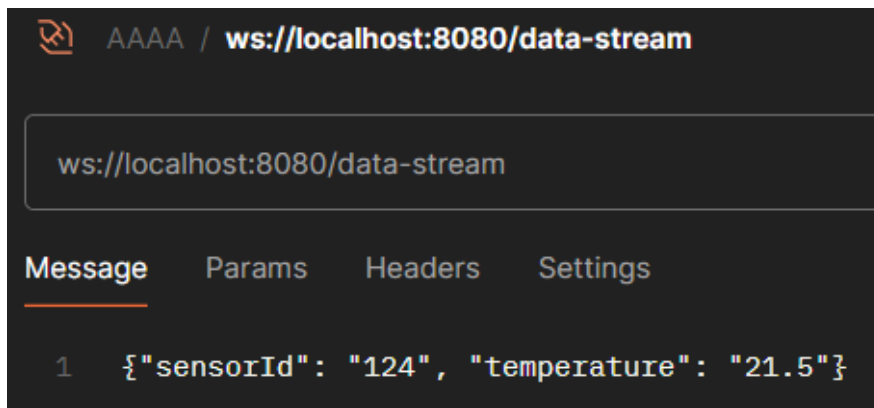 AAAA / ws://localhost:8080/data-stream
ws://localhost:8080/data-stream
Message Params Headers Settings
1 {"sensorId": "124", "temperature": "21.5"}